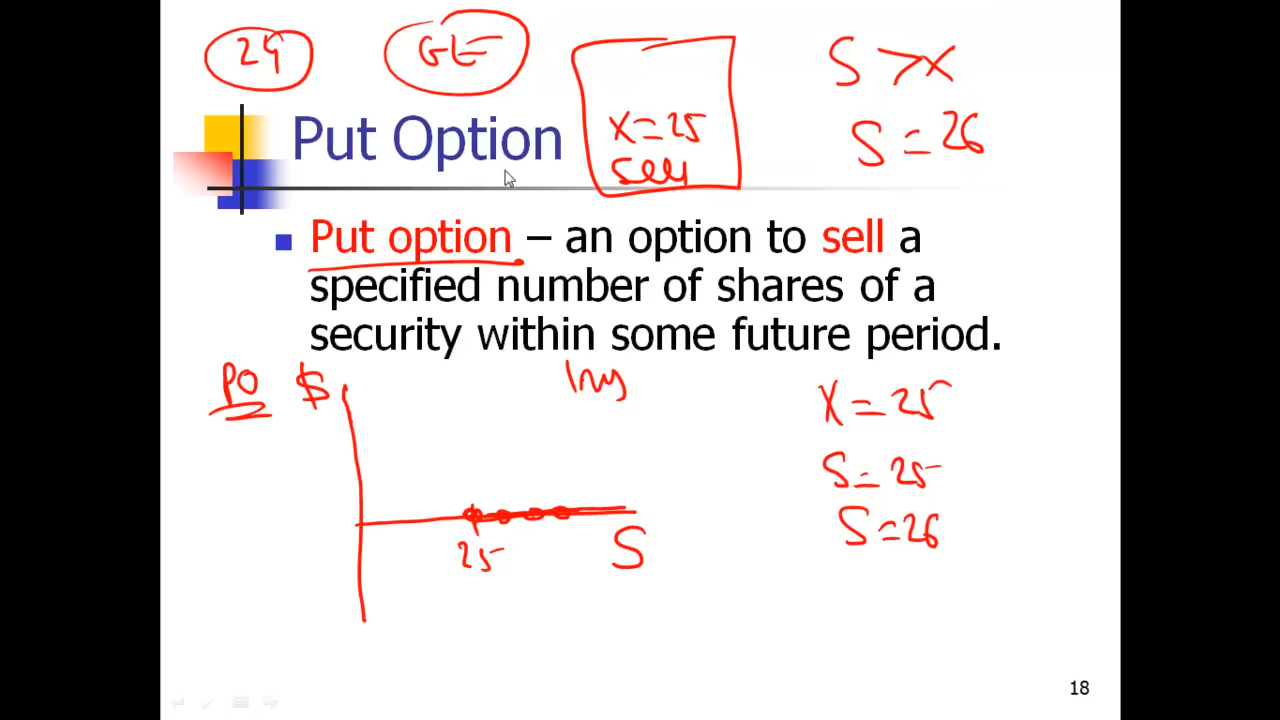 24
GE
S > X
S = 26
X = 25
sell
Put Option
Put option – an option to sell a
specified number of shares of a
security within some future period.
PO $
X = 25
S = 25
S = 26
25
S
18